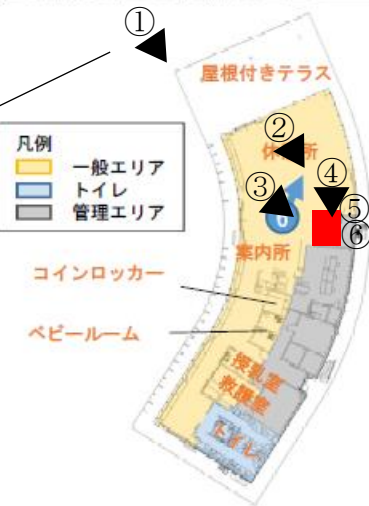 ①
屋根付きテラス
②
休憩所
凡例
一般エリア
トイレ
管理エリア
③
④
⑤
⑥
案内所
コインロッカー
ベビールーム
授乳室
救護室
トイレ